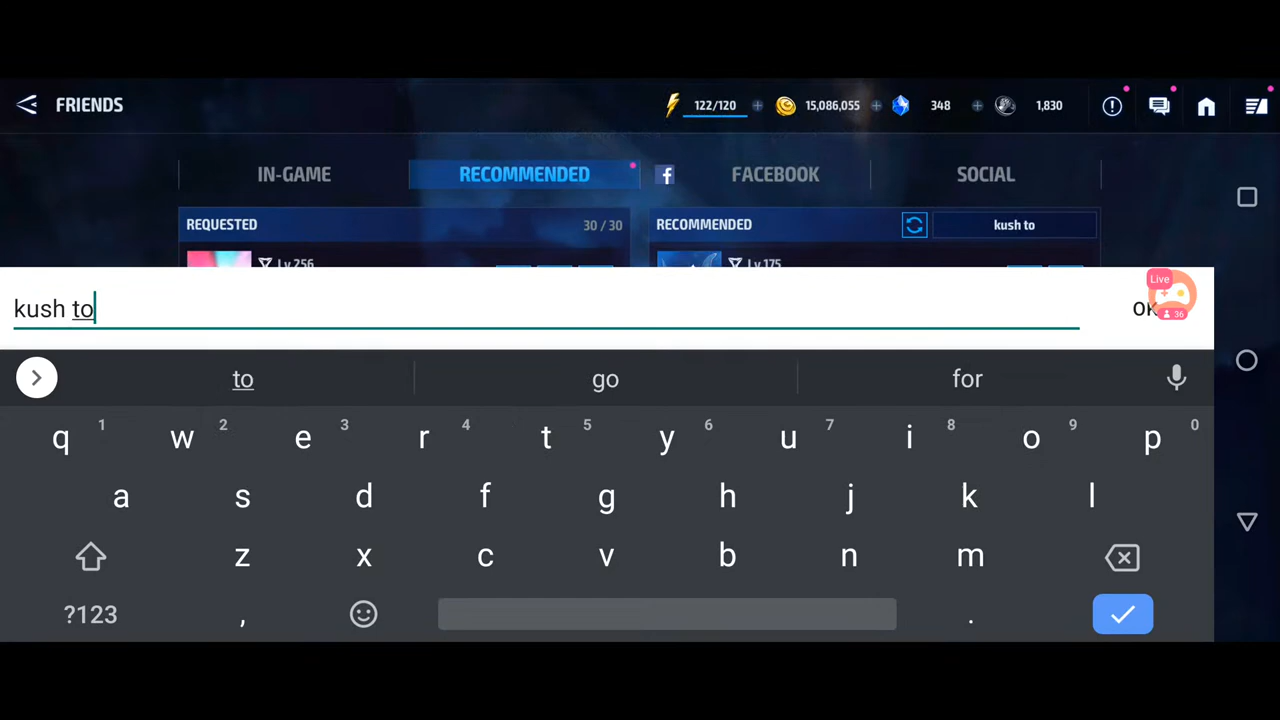 FRIENDS
122/120
15,086,055
348
1,830
IN-GAME
RECOMMENDED
FACEBOOK
SOCIAL
REQUESTED
30 / 30
RECOMMENDED
kush to
Lv.256
Lv.175
kush to
OK
Live
36
to
go
for
q 1 w 2 e 3 r 4 t 5 y 6 u 7 i 8 o 9 p 0
a s d f g h j k l
z x c v b n m
?123 , .